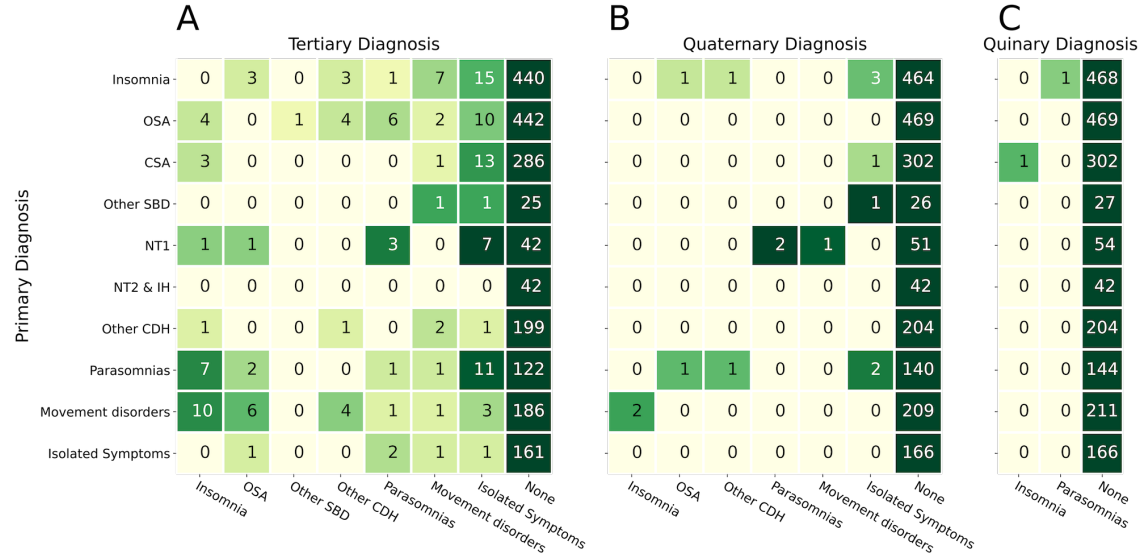 A B C
Tertiary Diagnosis Quaternary Diagnosis Quinary Diagnosis
Primary Diagnosis
Insomnia 0 3 0 3 1 7 15 440 0 1 1 0 0 3 464 0 1 468
OSA 4 0 1 4 6 2 10 442 0 0 0 0 0 0 469 0 0 469
CSA 3 0 0 0 0 1 13 286 0 0 0 0 0 1 302 1 0 302
Other SBD 0 0 0 0 0 1 1 25 0 0 0 0 0 1 26 0 0 27
NT1 1 1 0 0 3 0 7 42 0 0 0 2 1 0 51 0 0 54
NT2 & IH 0 0 0 0 0 0 0 42 0 0 0 0 0 0 42 0 0 42
Other CDH 1 0 0 1 0 2 1 199 0 0 0 0 0 0 204 0 0 204
Parasomnias 7 2 0 0 1 1 11 122 0 1 1 0 0 2 140 0 0 144
Movement disorders 10 6 0 4 1 1 3 186 2 0 0 0 0 0 209 0 0 211
Isolated Symptoms 0 1 0 0 2 1 1 161 0 0 0 0 0 0 166 0 0 166
Insomnia OSA Other SBD Other CDH Parasomnias Movement disorders Isolated Symptoms None Insomnia OSA Other CDH Parasomnias Movement disorders Isolated Symptoms None Insomnia Parasomnias None